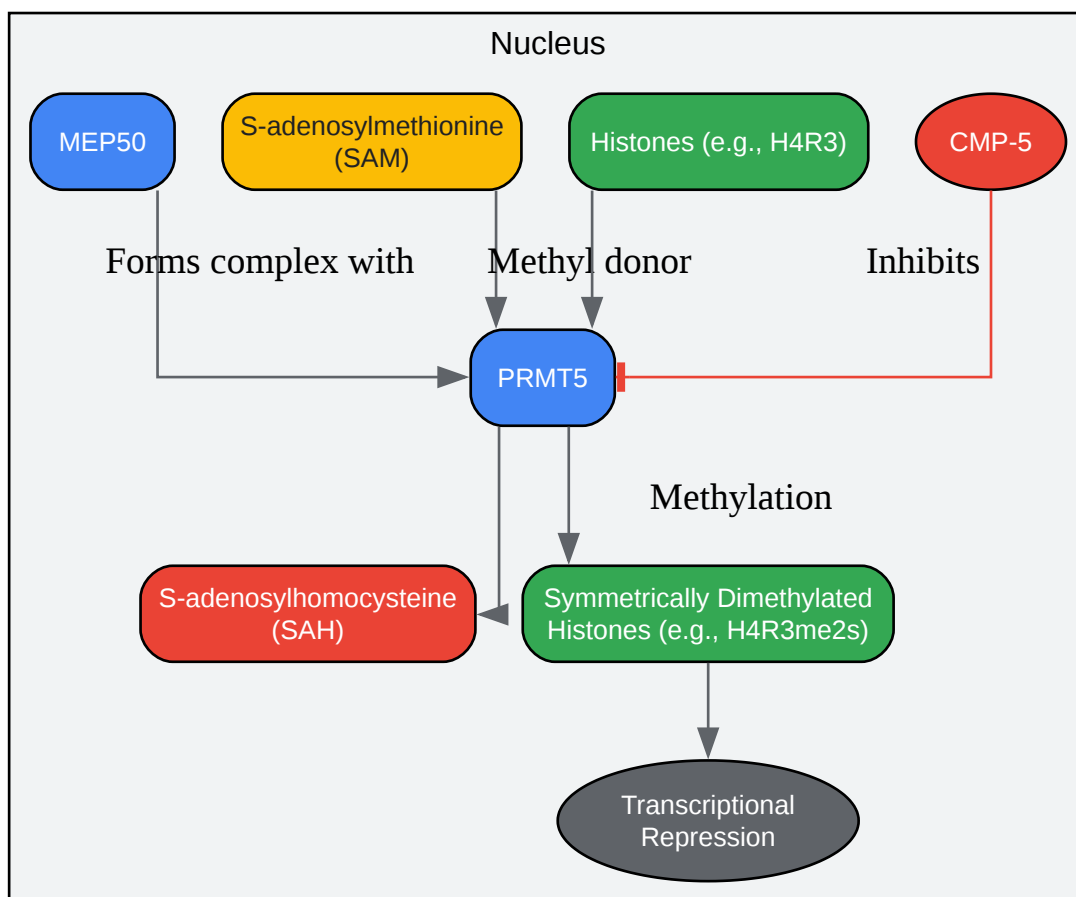 Nucleus
MEP50
S-adenosylmethionine
(SAM)
Histones (e.g., H4R3)
CMP-5
Forms complex with
Methyl donor
Inhibits
PRMT5
Methylation
S-adenosylhomocysteine
(SAH)
Symmetrically Dimethylated
Histones (e.g., H4R3me2s)
Transcriptional
Repression